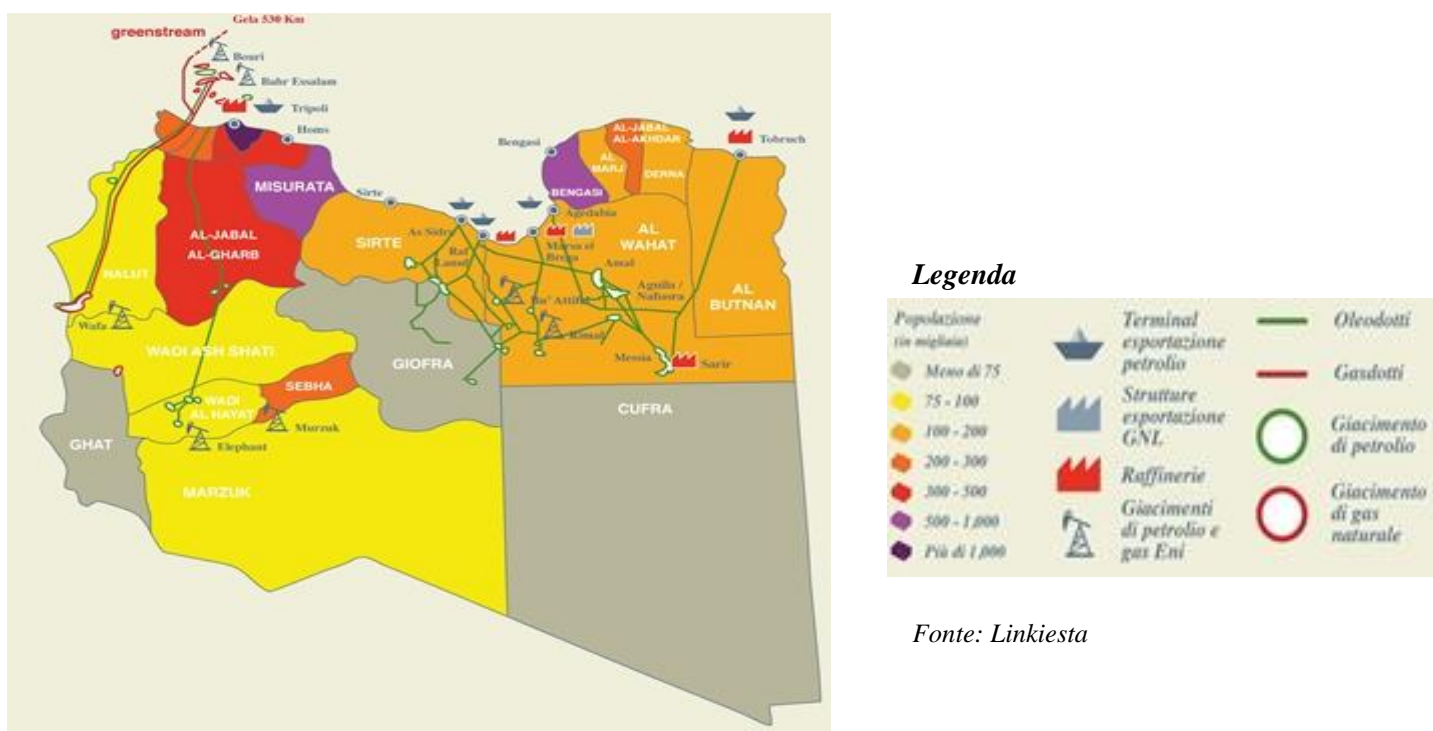 Gela 530 Km
greenstream
Bouri
Bahr Essalam
Tripoli
Homs
Bengasi
AL-JABAL
AL-AKHDAR
Tobruch
AL
MARJ
DERNA
MISURATA
BENGASI
Sirte
Agedabia
AL-JABAL
AL-GHARB
SIRTE
As Sidra
Ras
Lanuf
Marsa el
Brega
AL
WAHAT
Amal
NALUT
Bu' Attifel
Aguila /
Nafoora
AL
BUTNAN
Wafa
Rimal
WADI ASH SHATI
GIOFRA
Messla
Sarir
SEBHA
WADI
AL HAYAT
CUFRA
GHAT
Murzuk
Elephant
MARZUK
Legenda
Popolazione
(in migliaia)
Meno di 75
75 - 100
100 - 200
200 - 300
300 - 500
500 - 1,000
Più di 1,000
Terminal
esportazione
petrolio
Strutture
esportazione
GNL
Raffinerie
Giacimenti
di petrolio e
gas Eni
Oleodotti
Gasdotti
Giacimento
di petrolio
Giacimento
di gas
naturale
Fonte: Linkiesta